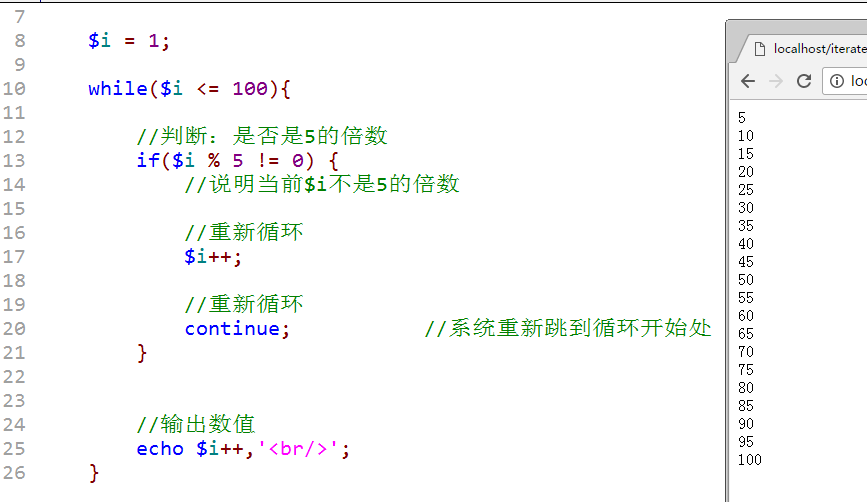 7
8 $i = 1;
9
10 while($i <= 100){
11
12 //判断：是否是5的倍数
13 if($i % 5 != 0) {
14 //说明当前$i不是5的倍数
15
16 //重新循环
17 $i++;
18
19 //重新循环
20 continue; //系统重新跳到循环开始处
21 }
22
23
24 //输出数值
25 echo $i++,'<br/>';
26 }
localhost/iterate
loc
5
10
15
20
25
30
35
40
45
50
55
60
65
70
75
80
85
90
95
100